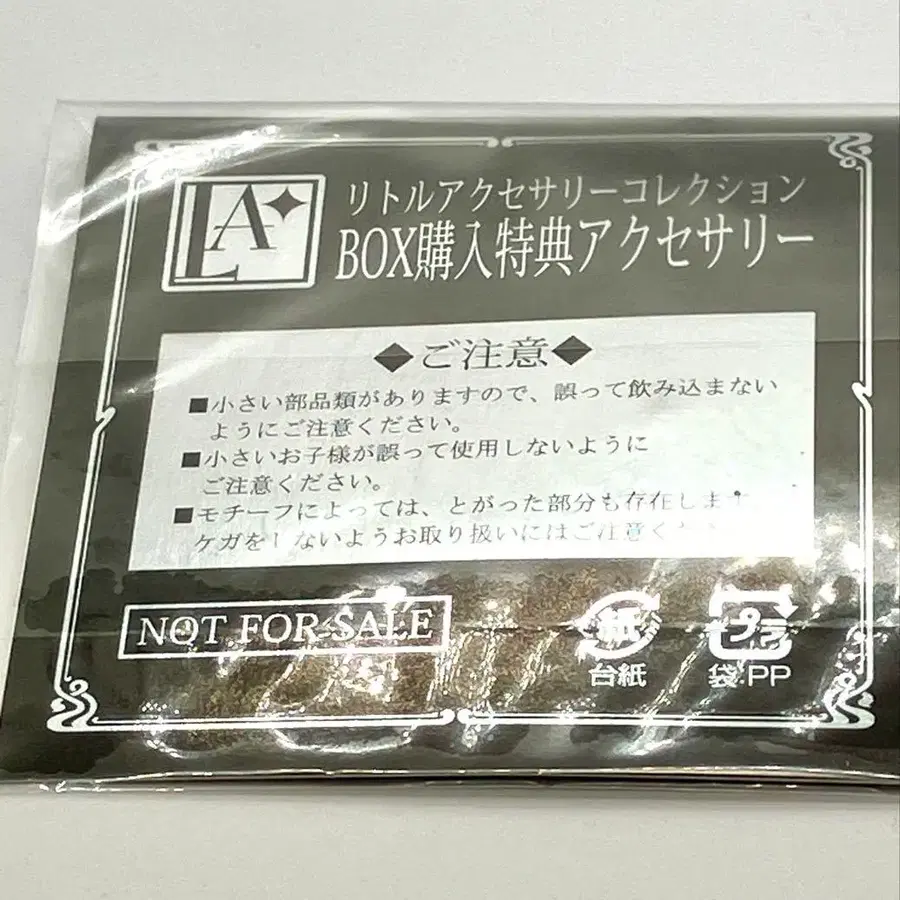 LA
リトルアクセサリーコレクション
BOX購入特典アクセサリー
◆ご注意◆
■小さい部品類がありますので、誤って飲み込まない
ようにご注意ください。
■小さいお子様が誤って使用しないように
ご注意ください。
■モチーフによっては、とがった部分も存在します
ケガをしないようお取り扱いにはご注意く
NOT FOR SALE
紙 プラ
台紙 袋:PP